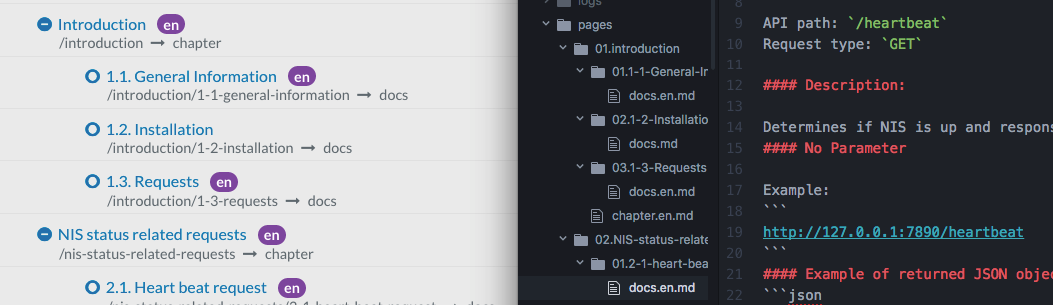 Introduction en
/introduction → chapter
1.1. General Information en
/introduction/1-1-general-information → docs
1.2. Installation
/introduction/1-2-installation → docs
1.3. Requests en
/introduction/1-3-requests → docs
NIS status related requests en
/nis-status-related-requests → chapter
2.1. Heart beat request en
logs
pages
01.introduction
01.1-1-General-Ir
docs.en.md
02.1-2-Installatio
docs.md
03.1-3-Requests
docs.en.md
chapter.en.md
02.NIS-status-relate
01.2-1-heart-bea
docs.en.md
8
9 API path: `/heartbeat`
10 Request type: `GET`
11
12 #### Description:
13
14 Determines if NIS is up and respons
15 #### No Parameter
16
17 Example:
18 ```
19 http://127.0.0.1:7890/heartbeat
20 ```
21 #### Example of returned JSON objec
22 ```json